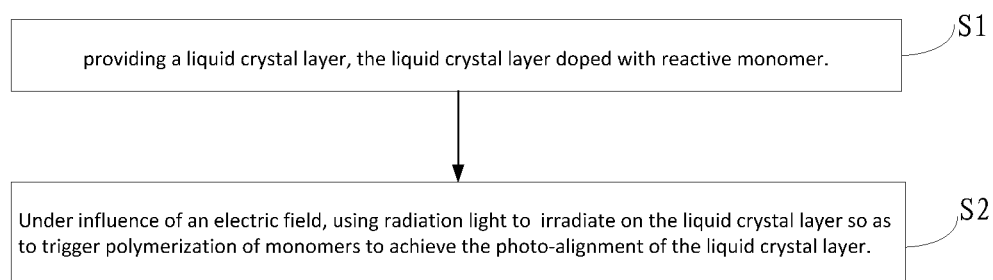 S1
providing a liquid crystal layer, the liquid crystal layer doped with reactive monomer.
S2
Under influence of an electric field, using radiation light to irradiate on the liquid crystal layer so as
to trigger polymerization of monomers to achieve the photo-alignment of the liquid crystal layer.